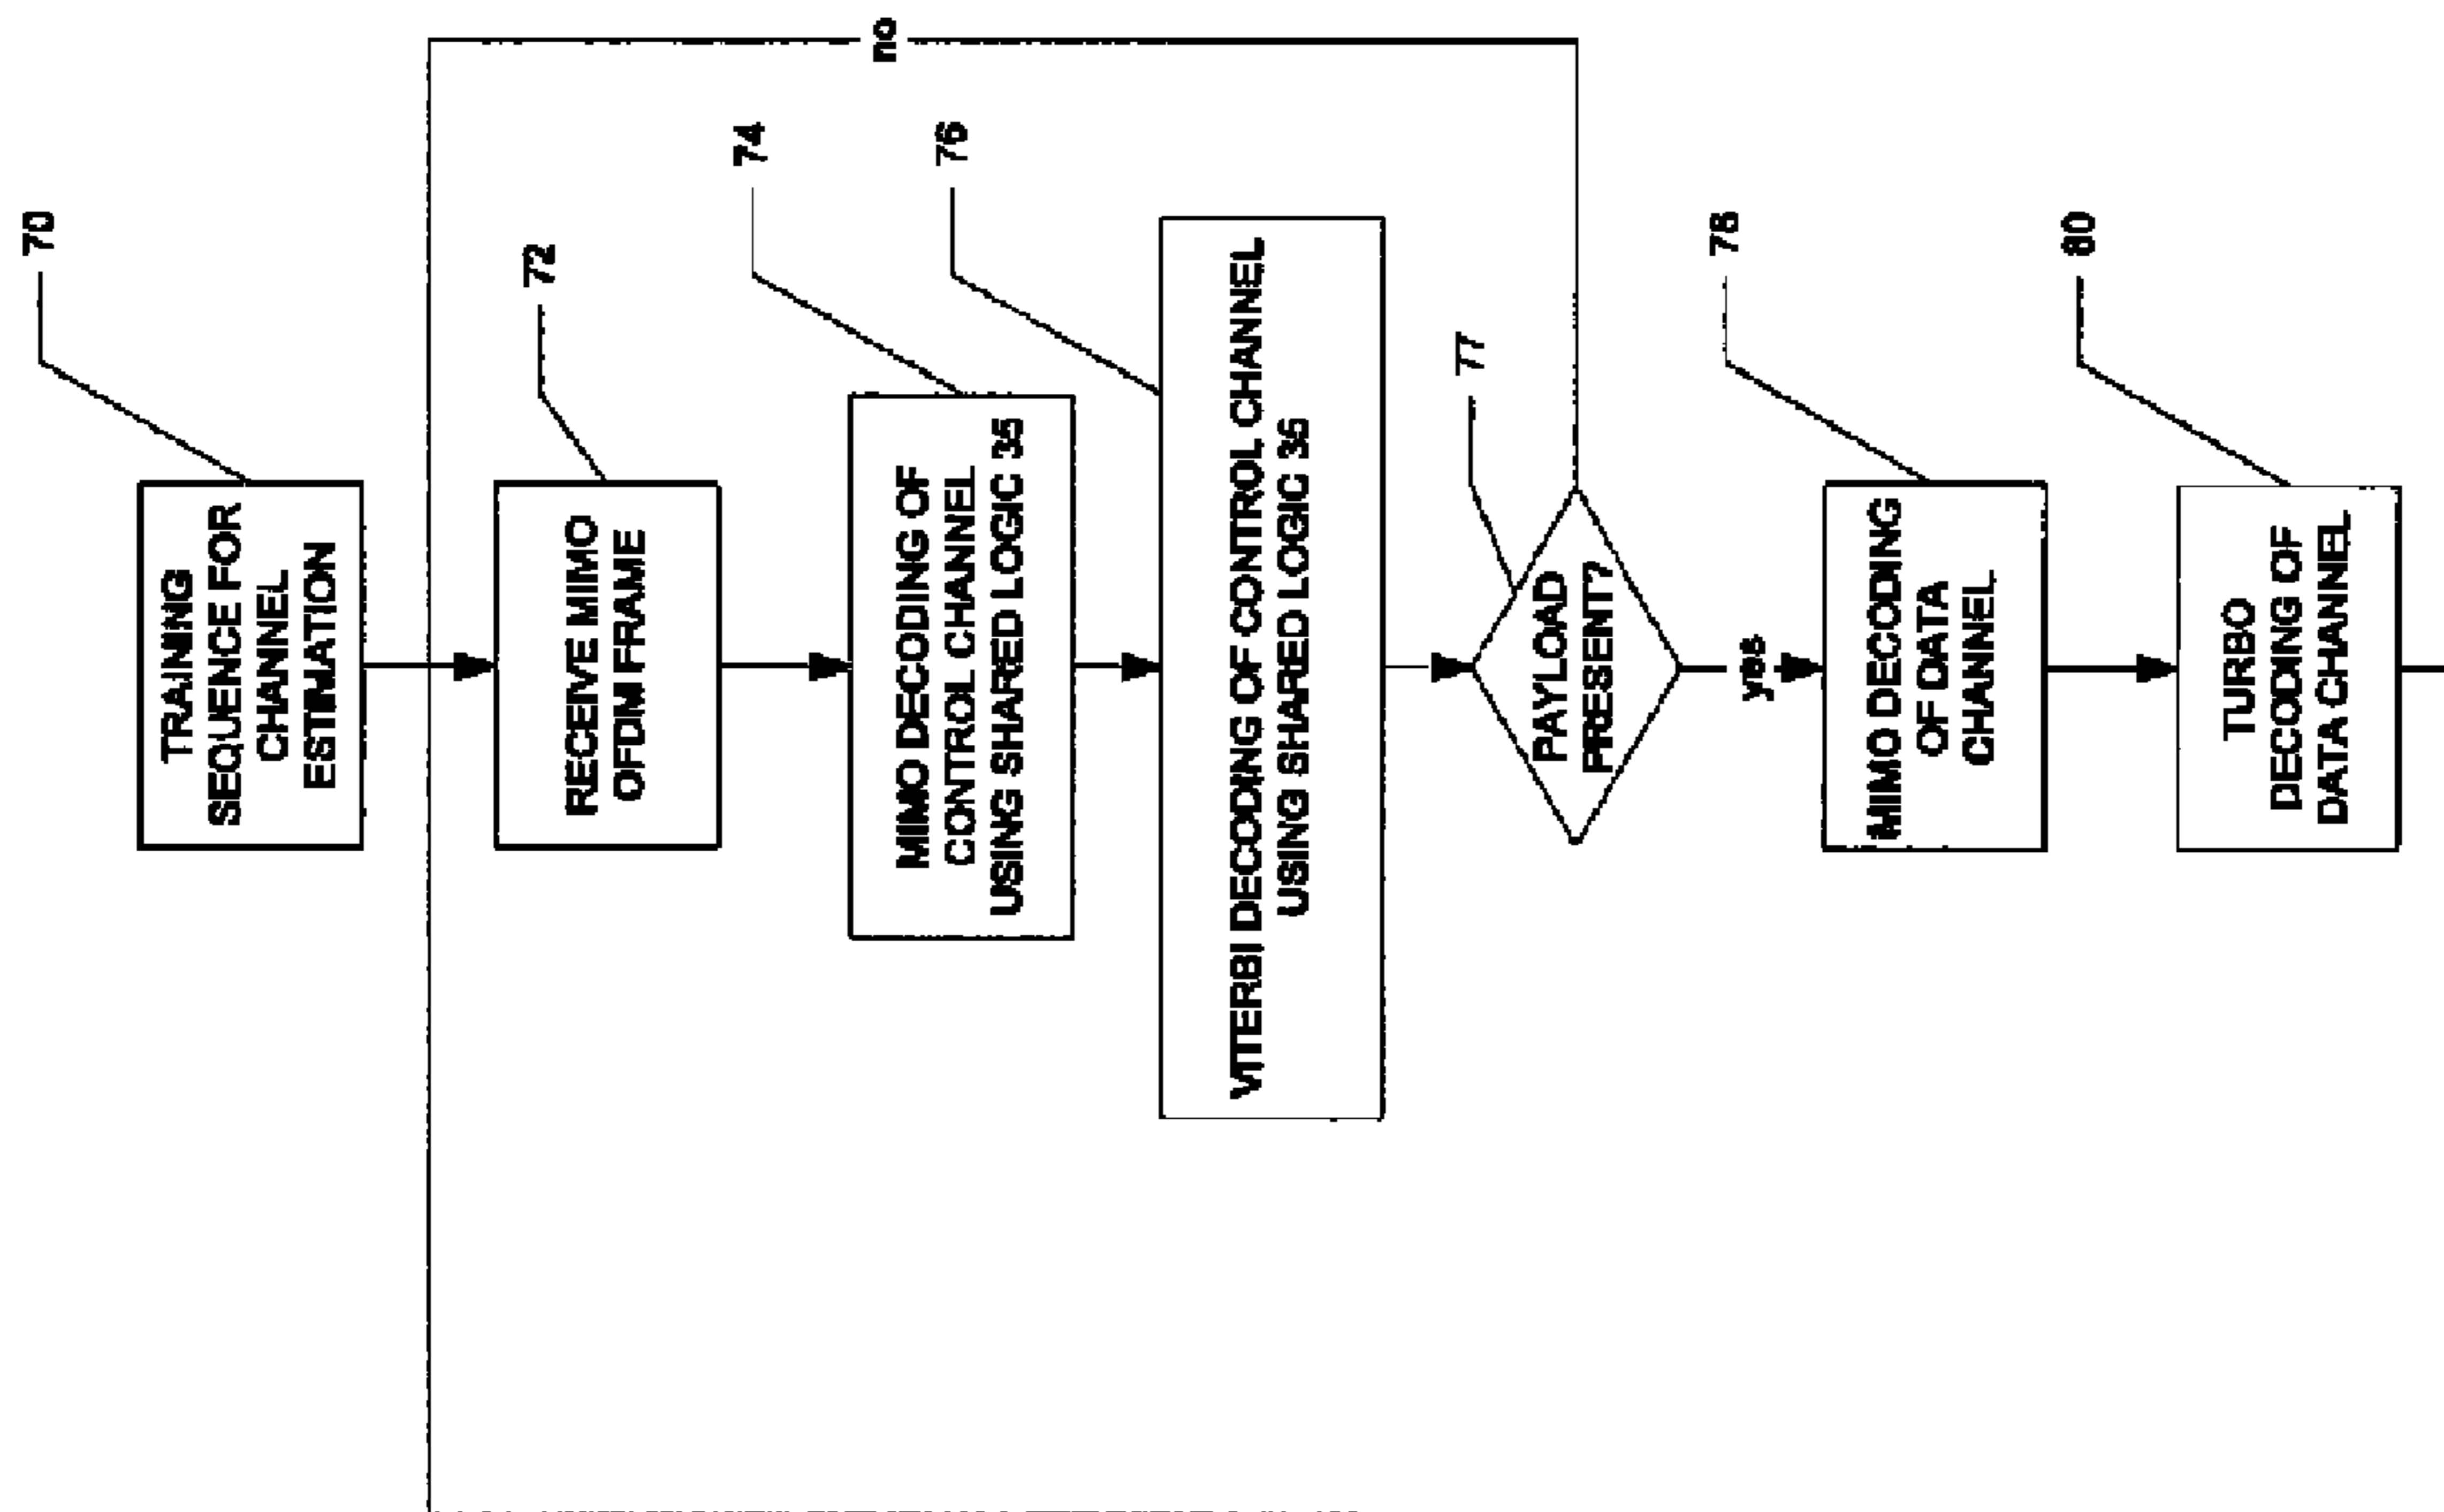 70
TRAINING
SEQUENCE FOR
CHANNEL
ESTIMATION
no
72
RECEIVE MIMO
OFDM FRAME
74
MIMO DECODING OF
CONTROL CHANNEL
USING SHARED LOGIC 35
76
VITERBI DECODING OF CONTROL CHANNEL
USING SHARED LOGIC 35
77
PAYLOAD
PRESENT?
yes
78
MIMO DECODING
OF DATA
CHANNEL
80
TURBO
DECODING OF
DATA CHANNEL